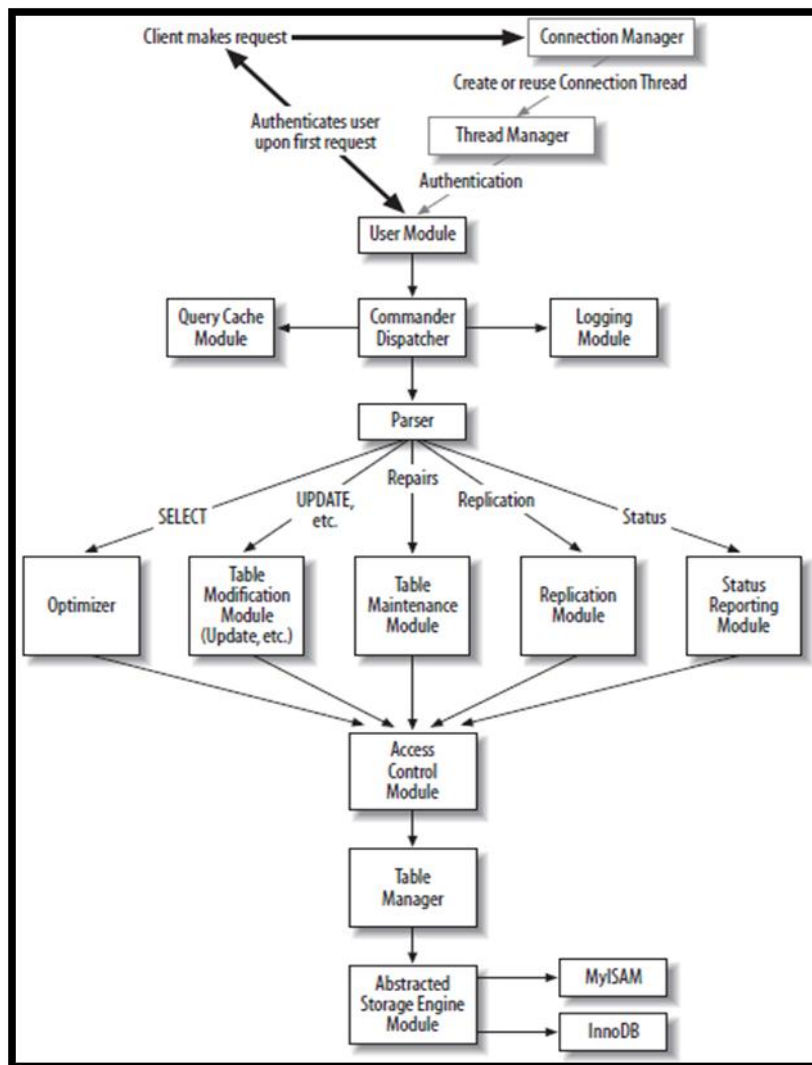 Client makes request
Connection Manager
Create or reuse Connection Thread
Authenticates user
upon first request
Thread Manager
Authentication
User Module
Query Cache
Module
Commander
Dispatcher
Logging
Module
Parser
SELECT
UPDATE,
etc.
Repairs
Replication
Status
Optimizer
Table
Modification
Module
(Update, etc.)
Table
Maintenance
Module
Replication
Module
Status
Reporting
Module
Access
Control
Module
Table
Manager
Abstracted
Storage Engine
Module
MyISAM
InnoDB